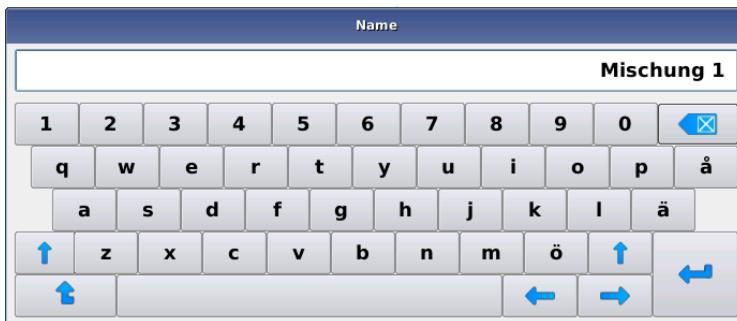 Name
Mischung 1
1 2 3 4 5 6 7 8 9 0
q w e r t y u i o p å
a s d f g h j k l ä
z x c v b n m ö